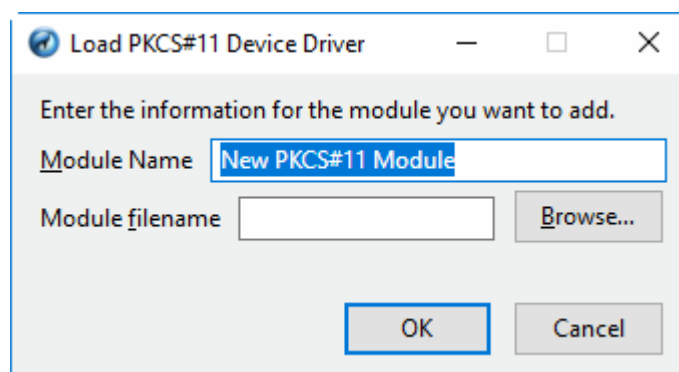 Load PKCS#11 Device Driver
Enter the information for the module you want to add.
Module Name New PKCS#11 Module
Module filename Browse...
OK Cancel